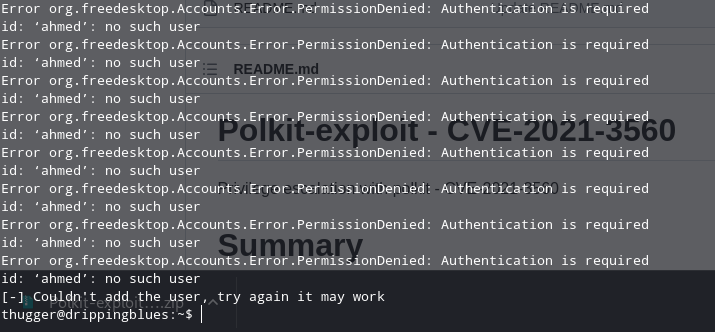 Error org.freedesktop.Accounts.Error.PermissionDenied: Authentication is required
id: ‘ahmed’: no such user
Error org.freedesktop.Accounts.Error.PermissionDenied: Authentication is required
id: ‘ahmed’: no such user
Error org.freedesktop.Accounts.Error.PermissionDenied: Authentication is required
README.md
id: ‘ahmed’: no such user
Error org.freedesktop.Accounts.Error.PermissionDenied: Authentication is required
Polkit-exploit - CVE-2021-3560
id: ‘ahmed’: no such user
Error org.freedesktop.Accounts.Error.PermissionDenied: Authentication is required
id: ‘ahmed’: no such user
Error org.freedesktop.Accounts.Error.PermissionDenied: Authentication is required
id: ‘ahmed’: no such user
Error org.freedesktop.Accounts.Error.PermissionDenied: Authentication is required
id: ‘ahmed’: no such user
Summary
Error org.freedesktop.Accounts.Error.PermissionDenied: Authentication is required
id: ‘ahmed’: no such user
[-] Couldn't add the user, try again it may work
Polkit-exploit-....zip
thugger@drippingblues:~$